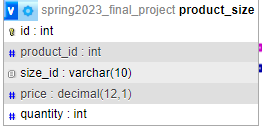 V spring2023_final_project product_size
id : int
# product_id : int
size_id : varchar(10)
# price : decimal(12,1)
# quantity : int